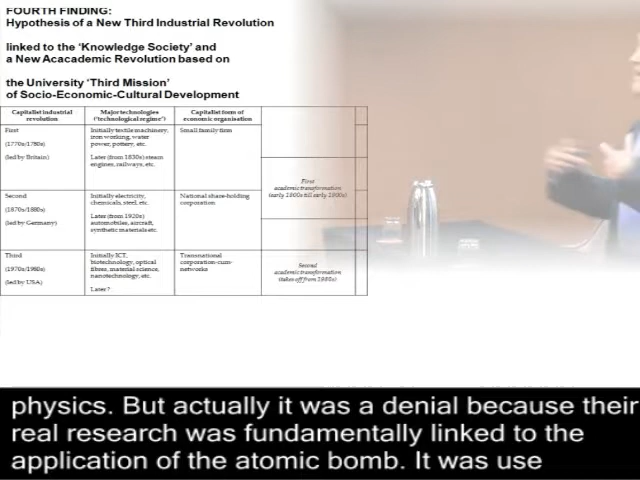 FOURTH FINDING:
Hypothesis of a New Third Industrial Revolution
linked to the 'Knowledge Society' and
a New Acacademic Revolution based on
the University 'Third Mission'
of Socio-Economic-Cultural Development
Capitalist industrial revolution
Major technologies ('technological regime')
Capitalist form of economic organisation
First
(1770s/1780s)
(led by Britain)
Initially textile machinery,
iron working, water
power, pottery, etc.
Later (from 1830s) steam
engines, railways, etc.
Small family firm
First
academic transformation
(early 1800s till early 1900s)
Second
(1870s/1880s)
(led by Germany)
Initially electricity,
chemicals, steel, etc.
Later (from 1920s)
automobiles, aircraft,
synthetic materials etc.
National share-holding
corporation
Third
(1970s/1980s)
(led by USA)
Initially ICT,
biotechnology, optical
fibres, material science,
nanotechnology, etc.
Later ?
Transnational
corporation-cum-
networks
Second
academic transformation
(takes off from 1980s)
physics. But actually it was a denial because their
real research was fundamentally linked to the
application of the atomic bomb. It was use